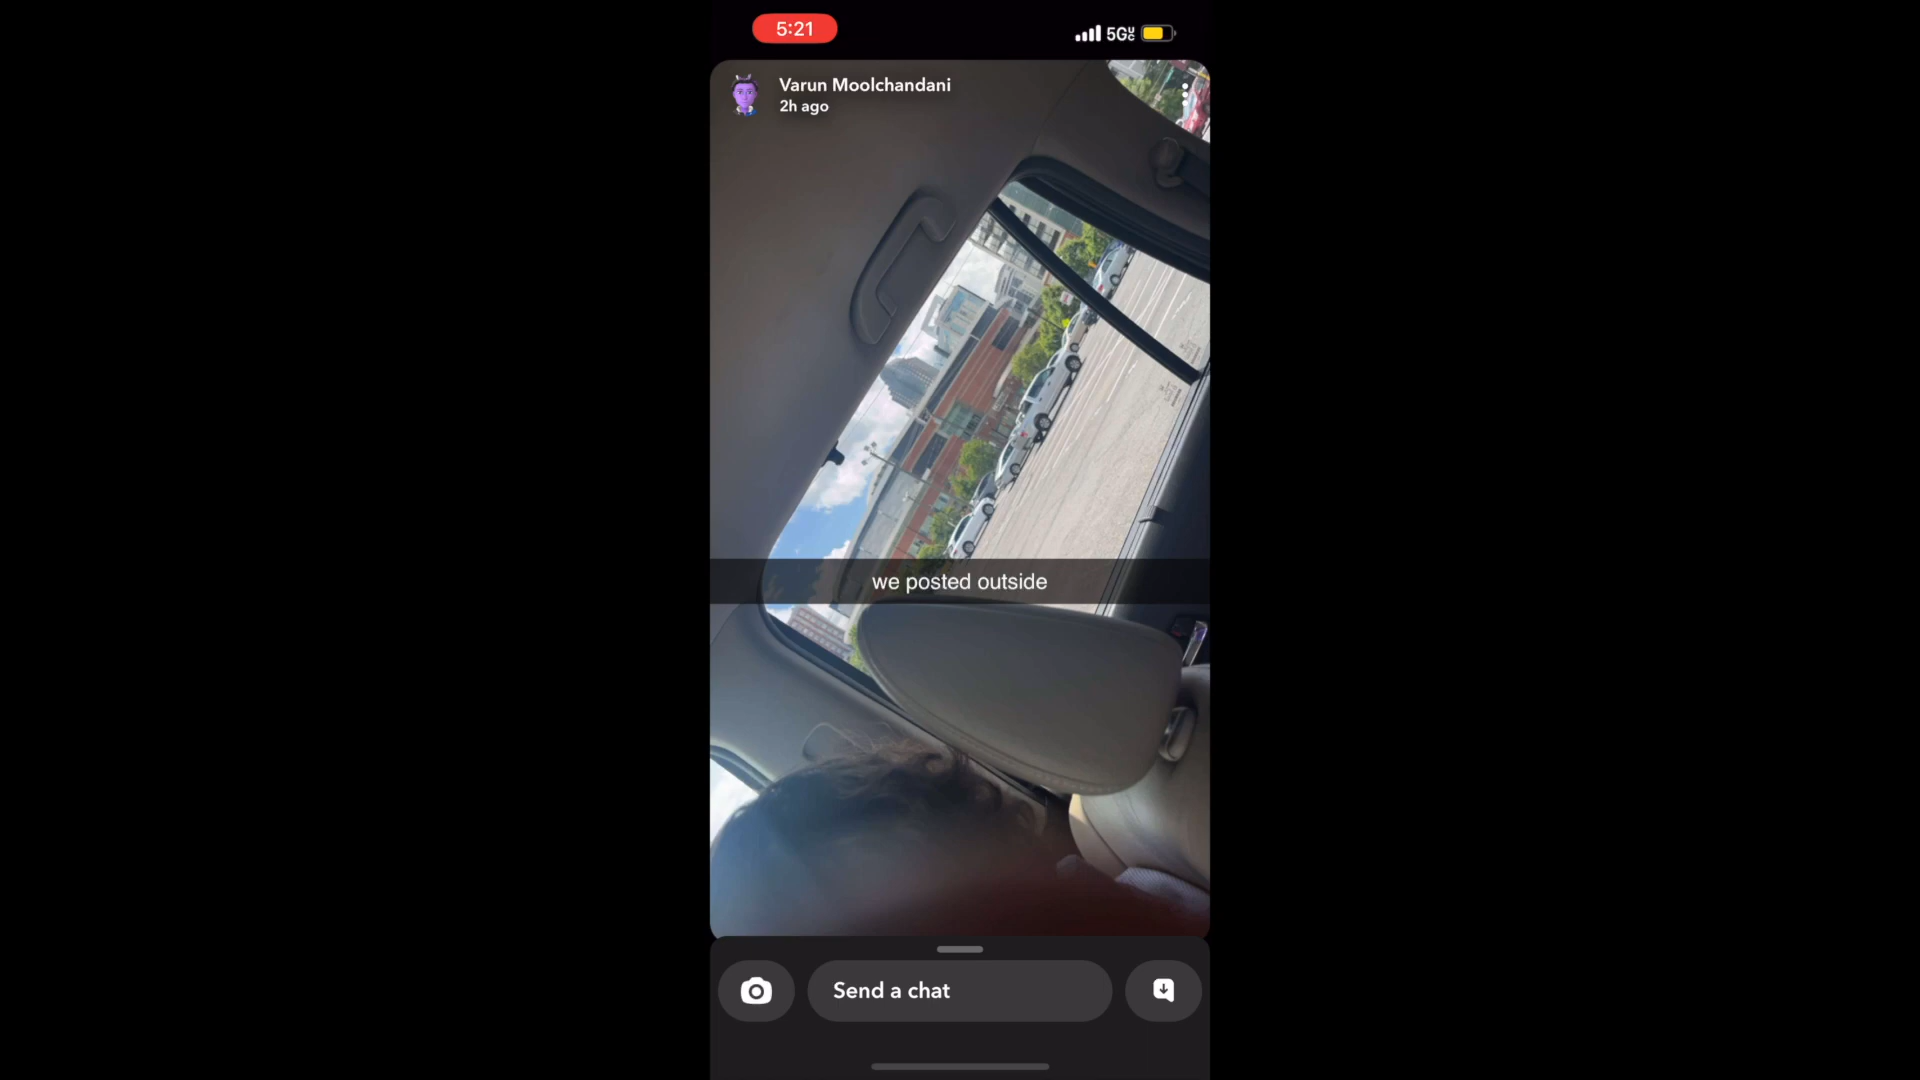 5:21
5G
Varun Moolchandani
2h ago
we posted outside
Send a chat